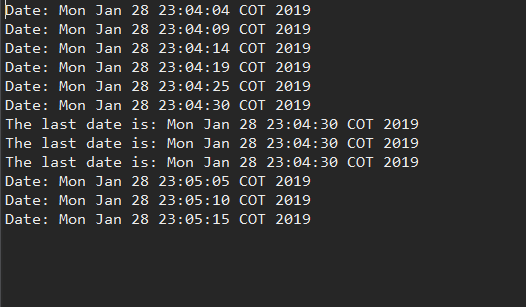 Date: Mon Jan 28 23:04:04 COT 2019
Date: Mon Jan 28 23:04:09 COT 2019
Date: Mon Jan 28 23:04:14 COT 2019
Date: Mon Jan 28 23:04:19 COT 2019
Date: Mon Jan 28 23:04:25 COT 2019
Date: Mon Jan 28 23:04:30 COT 2019
The last date is: Mon Jan 28 23:04:30 COT 2019
The last date is: Mon Jan 28 23:04:30 COT 2019
The last date is: Mon Jan 28 23:04:30 COT 2019
Date: Mon Jan 28 23:05:05 COT 2019
Date: Mon Jan 28 23:05:10 COT 2019
Date: Mon Jan 28 23:05:15 COT 2019